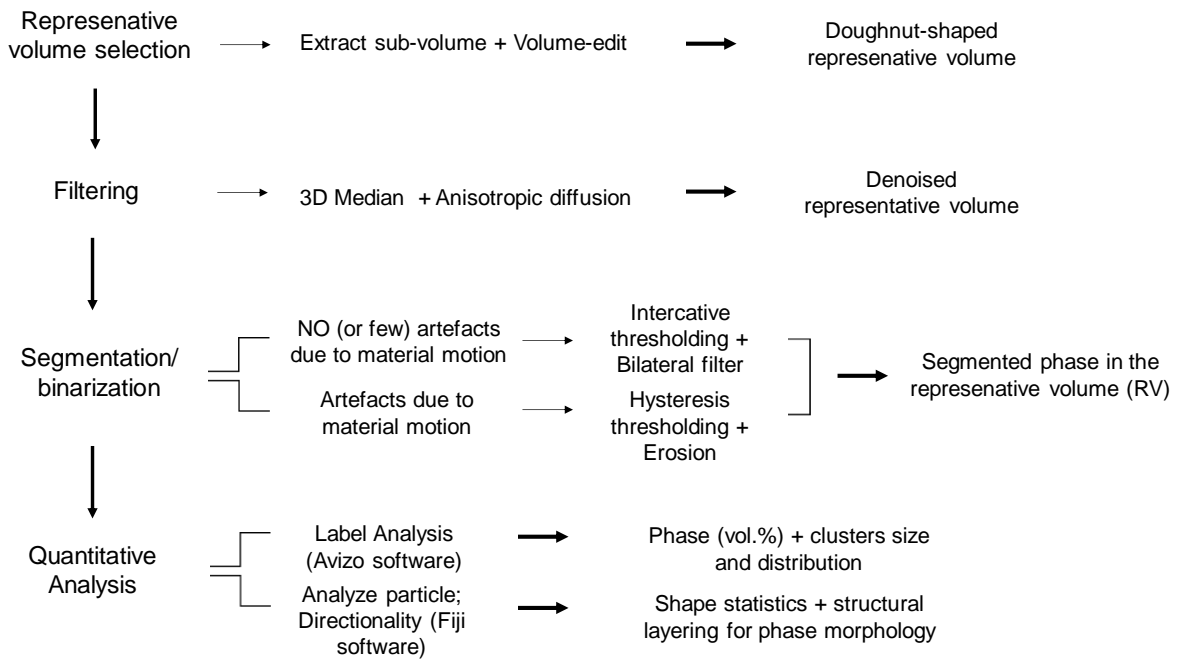 Represenative
volume selection
Extract sub-volume + Volume-edit
Doughnut-shaped
represenative volume
Filtering
3D Median + Anisotropic diffusion
Denoised
representative volume
Segmentation/
binarization
NO (or few) artefacts
due to material motion
Intercative
thresholding +
Bilateral filter
Artefacts due to
material motion
Hysteresis
thresholding +
Erosion
Segmented phase in the
represenative volume (RV)
Quantitative
Analysis
Label Analysis
(Avizo software)
Phase (vol.%) + clusters size
and distribution
Analyze particle;
Directionality (Fiji
software)
Shape statistics + structural
layering for phase morphology